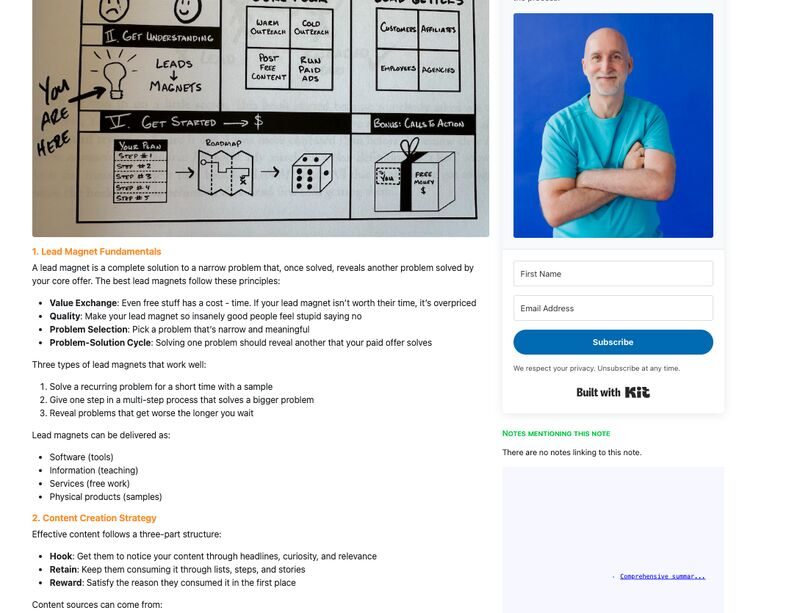 WARM OUTREACH
COLD OUTREACH
CUSTOMERS
AFFILIATES
II. GET UNDERSTANDING
POST FREE CONTENT
RUN PAID ADS
EMPLOYEES
AGENCIES
LEADS
MAGNETS
YOU ARE HERE
V. GET STARTED → $
BONUS: CALLS TO ACTION
YOUR PLAN
STEP #1
STEP #2
STEP #3
STEP #4
STEP #5
ROADMAP
X
YOU
FREE MONEY $
1. Lead Magnet Fundamentals
A lead magnet is a complete solution to a narrow problem that, once solved, reveals another problem solved by
your core offer. The best lead magnets follow these principles:
• Value Exchange: Even free stuff has a cost - time. If your lead magnet isn't worth their time, it's overpriced
• Quality: Make your lead magnet so insanely good people feel stupid saying no
• Problem Selection: Pick a problem that's narrow and meaningful
• Problem-Solution Cycle: Solving one problem should reveal another that your paid offer solves
Three types of lead magnets that work well:
1. Solve a recurring problem for a short time with a sample
2. Give one step in a multi-step process that solves a bigger problem
3. Reveal problems that get worse the longer you wait
Lead magnets can be delivered as:
• Software (tools)
• Information (teaching)
• Services (free work)
• Physical products (samples)
2. Content Creation Strategy
Effective content follows a three-part structure:
• Hook: Get them to notice your content through headlines, curiosity, and relevance
• Retain: Keep them consuming it through lists, steps, and stories
• Reward: Satisfy the reason they consumed it in the first place
Content sources can come from:
First Name
Email Address
Subscribe
We respect your privacy. Unsubscribe at any time.
Built with Kit
NOTES MENTIONING THIS NOTE
There are no notes linking to this note.
Comprehensive summar...